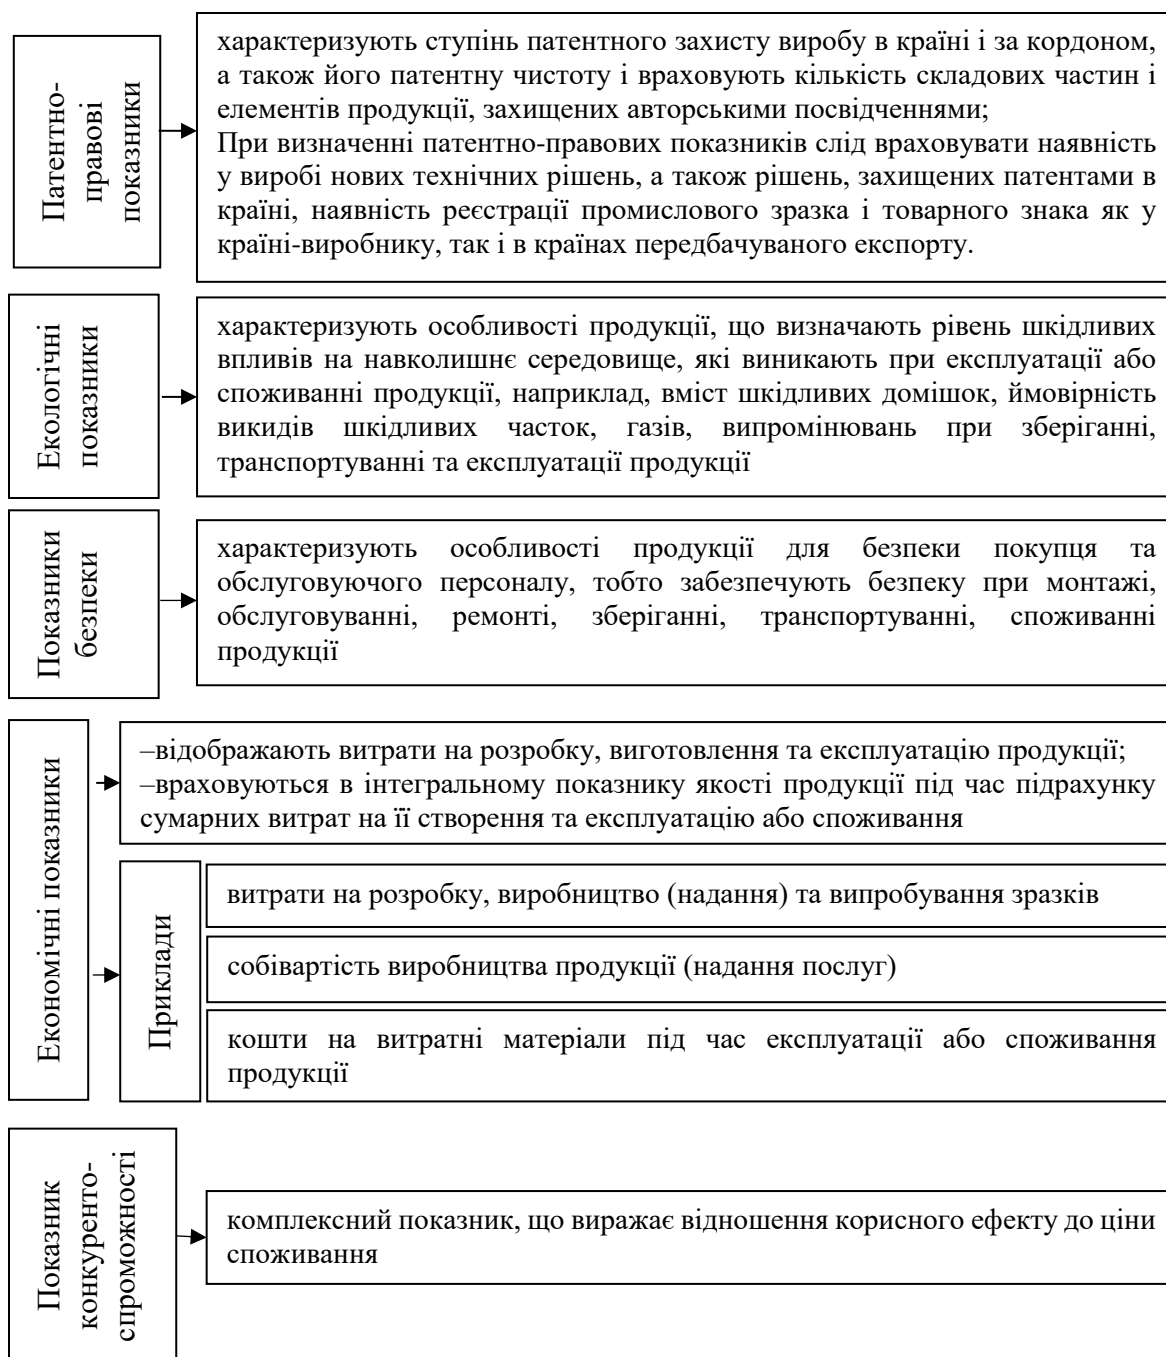 Патентно-
правові
показники
характеризують ступінь патентного захисту виробу в країні і за кордоном,
а також його патентну чистоту і враховують кількість складових частин і
елементів продукції, захищених авторськими посвідченнями;
При визначенні патентно-правових показників слід враховувати наявність
у виробі нових технічних рішень, а також рішень, захищених патентами в
країні, наявність реєстрації промислового зразка і товарного знака як у
країні-виробнику, так і в країнах передбачуваного експорту.
Екологічні
показники
характеризують особливості продукції, що визначають рівень шкідливих
впливів на навколишнє середовище, які виникають при експлуатації або
споживанні продукції, наприклад, вміст шкідливих домішок, ймовірність
викидів шкідливих часток, газів, випромінювань при зберіганні,
транспортуванні та експлуатації продукції
Показники
безпеки
характеризують особливості продукції для безпеки покупця та
обслуговуючого персоналу, тобто забезпечують безпеку при монтажі,
обслуговуванні, ремонті, зберіганні, транспортуванні, споживанні
продукції
Економічні показники
–відображають витрати на розробку, виготовлення та експлуатацію продукції;
–враховуються в інтегральному показнику якості продукції під час підрахунку
сумарних витрат на її створення та експлуатацію або споживання
Приклади
витрати на розробку, виробництво (надання) та випробування зразків
собівартість виробництва продукції (надання послуг)
кошти на витратні матеріали під час експлуатації або споживання
продукції
Показник
конкуренто-
спроможності
комплексний показник, що виражає відношення корисного ефекту до ціни
споживання